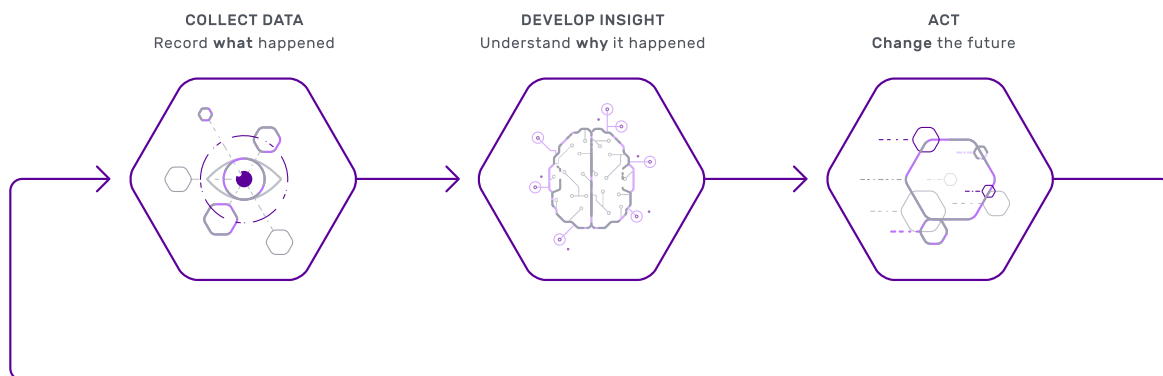 COLLECT DATA
Record what happened
DEVELOP INSIGHT
Understand why it happened
ACT
Change the future